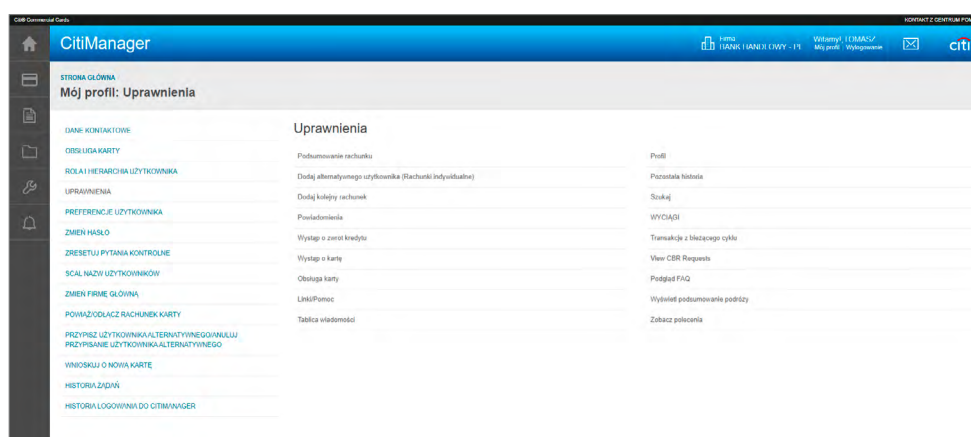 Citi® Commercial Cards
KONTAKT Z CENTRUM POM
CitiManager
Firma
BANK HANDLOWY - PL
Witamy!, TOMASZ
Mój profil Wylogowanie
citi
STRONA GŁÓWNA
Mój profil: Uprawnienia
DANE KONTAKTOWE
OBSŁUGA KARTY
ROLA I HIERARCHIA UŻYTKOWNIKA
UPRAWNIENIA
PREFERENCJE UŻYTKOWNIKA
ZMIEŃ HASŁO
ZRESETUJ PYTANIA KONTROLNE
SCAL NAZW UŻYTKOWNIKÓW
ZMIEŃ FIRMĘ GŁÓWNĄ
POWIĄŻ/ODŁĄCZ RACHUNEK KARTY
PRZYPISZ UŻYTKOWNIKA ALTERNATYWNEGO/ANULUJ
PRZYPISANIE UŻYTKOWNIKA ALTERNATYWNEGO
WNIOSKUJ O NOWĄ KARTĘ
HISTORIA ŻĄDAŃ
HISTORIA LOGOWANIA DO CITIMANAGER
Uprawnienia
Podsumowanie rachunku
Dodaj alternatywnego użytkownika (Rachunki indywidualne)
Dodaj kolejny rachunek
Powiadomienia
Wystąp o zwrot kredytu
Wystąp o kartę
Obsługa karty
Linki/Pomoc
Tablica wiadomości
Profil
Pozostała historia
Szukaj
WYCIĄGI
Transakcje z bieżącego cyklu
View CBR Requests
Podgląd FAQ
Wyświetl podsumowanie podróży
Zobacz polecenia